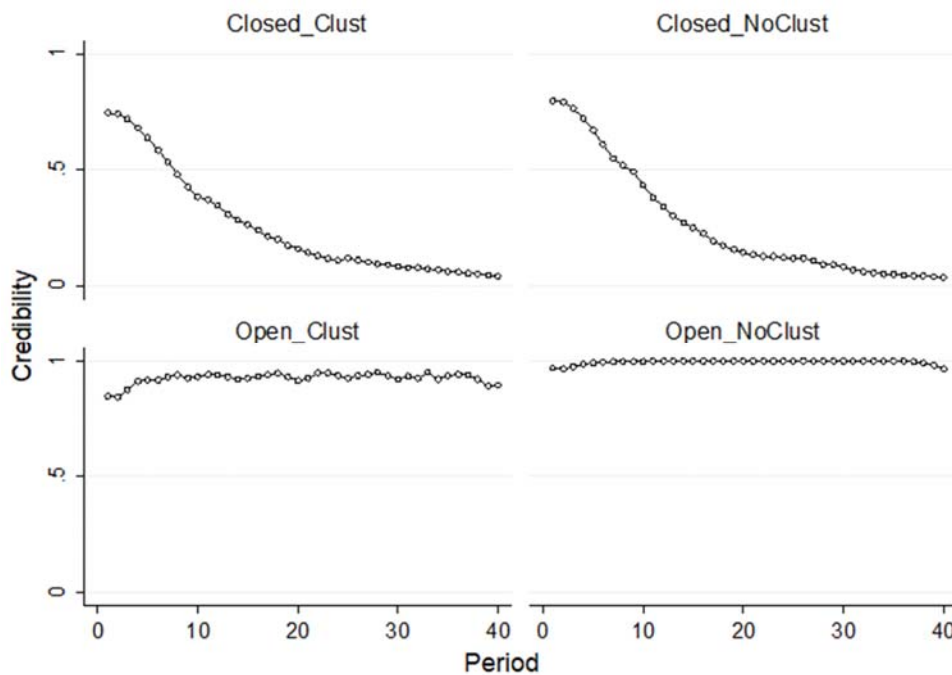 Closed_Clust
Closed_NoClust
1
.5
0
Credibility
Open_Clust
Open_NoClust
1
.5
0
0 10 20 30 40
0 10 20 30 40
Period